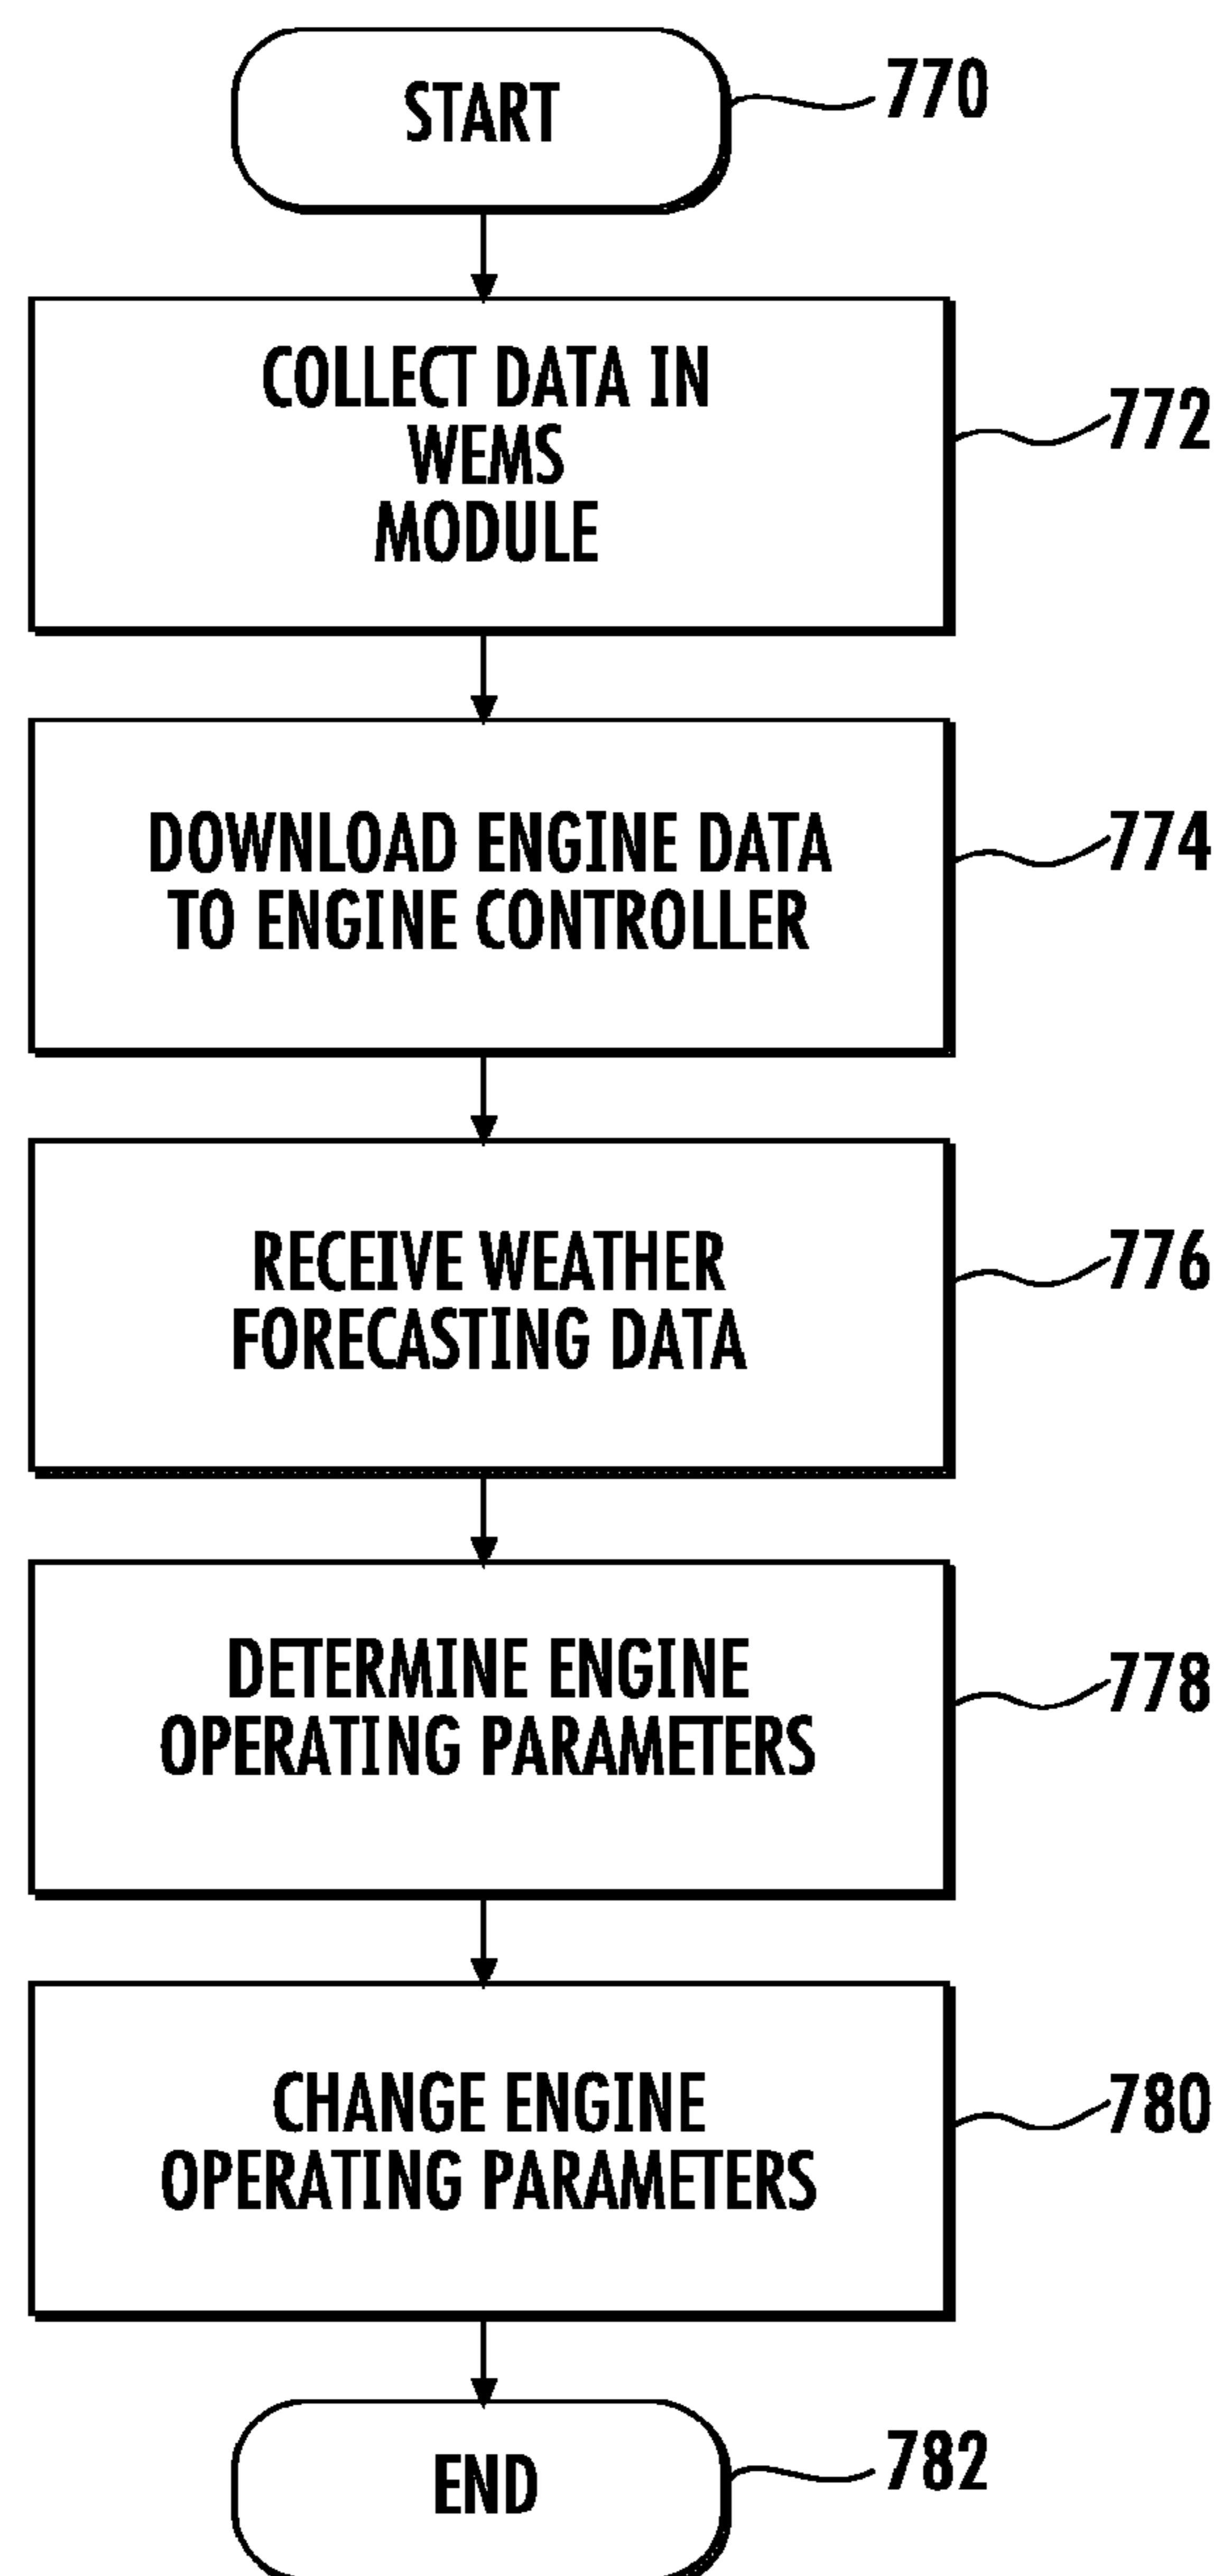 START
770
COLLECT DATA IN
WEMS
MODULE
772
DOWNLOAD ENGINE DATA
TO ENGINE CONTROLLER
774
RECEIVE WEATHER
FORECASTING DATA
776
DETERMINE ENGINE
OPERATING PARAMETERS
778
CHANGE ENGINE
OPERATING PARAMETERS
780
END
782